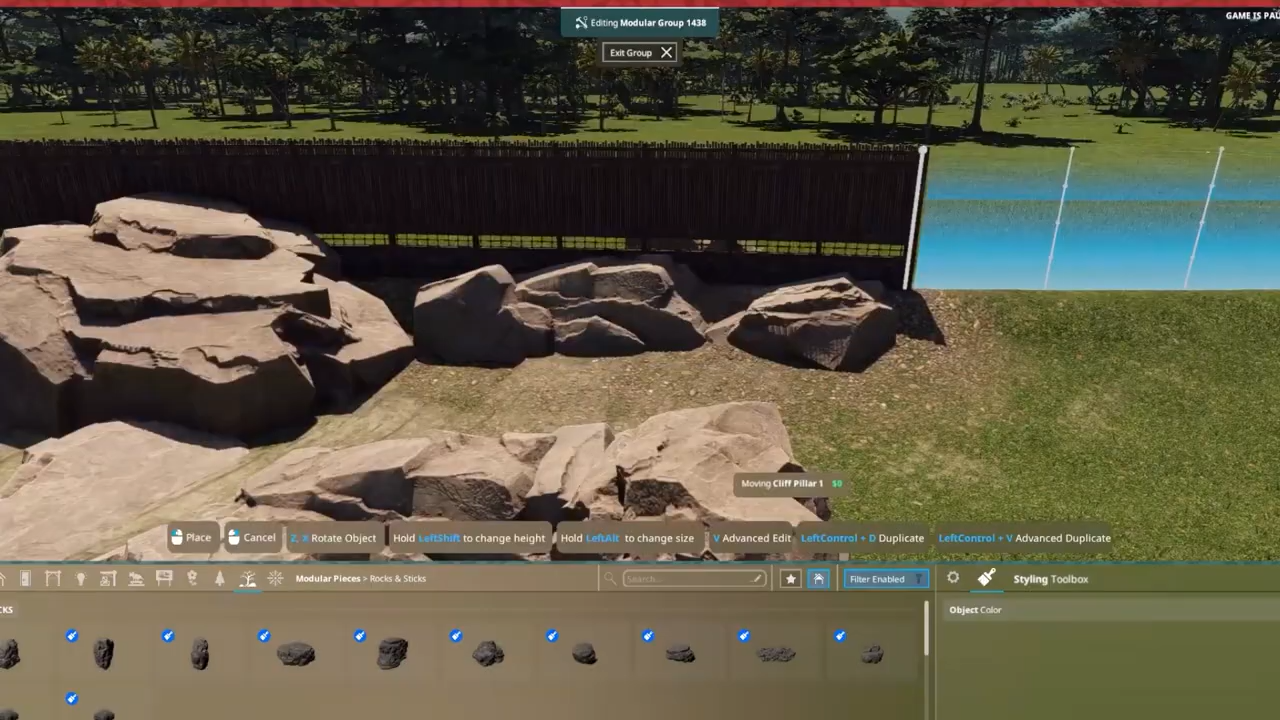 Editing Modular Group 1438
GAME IS PAU
Exit Group
Moving Cliff Pillar 1 $0
Place
Cancel
Z, X Rotate Object
Hold LeftShift to change height
Hold LeftAlt to change size
V Advanced Edit
LeftControl + D Duplicate
LeftControl + V Advanced Duplicate
Modular Pieces > Rocks & Sticks
Search...
Filter Enabled
Styling Toolbox
CKS
Object Color